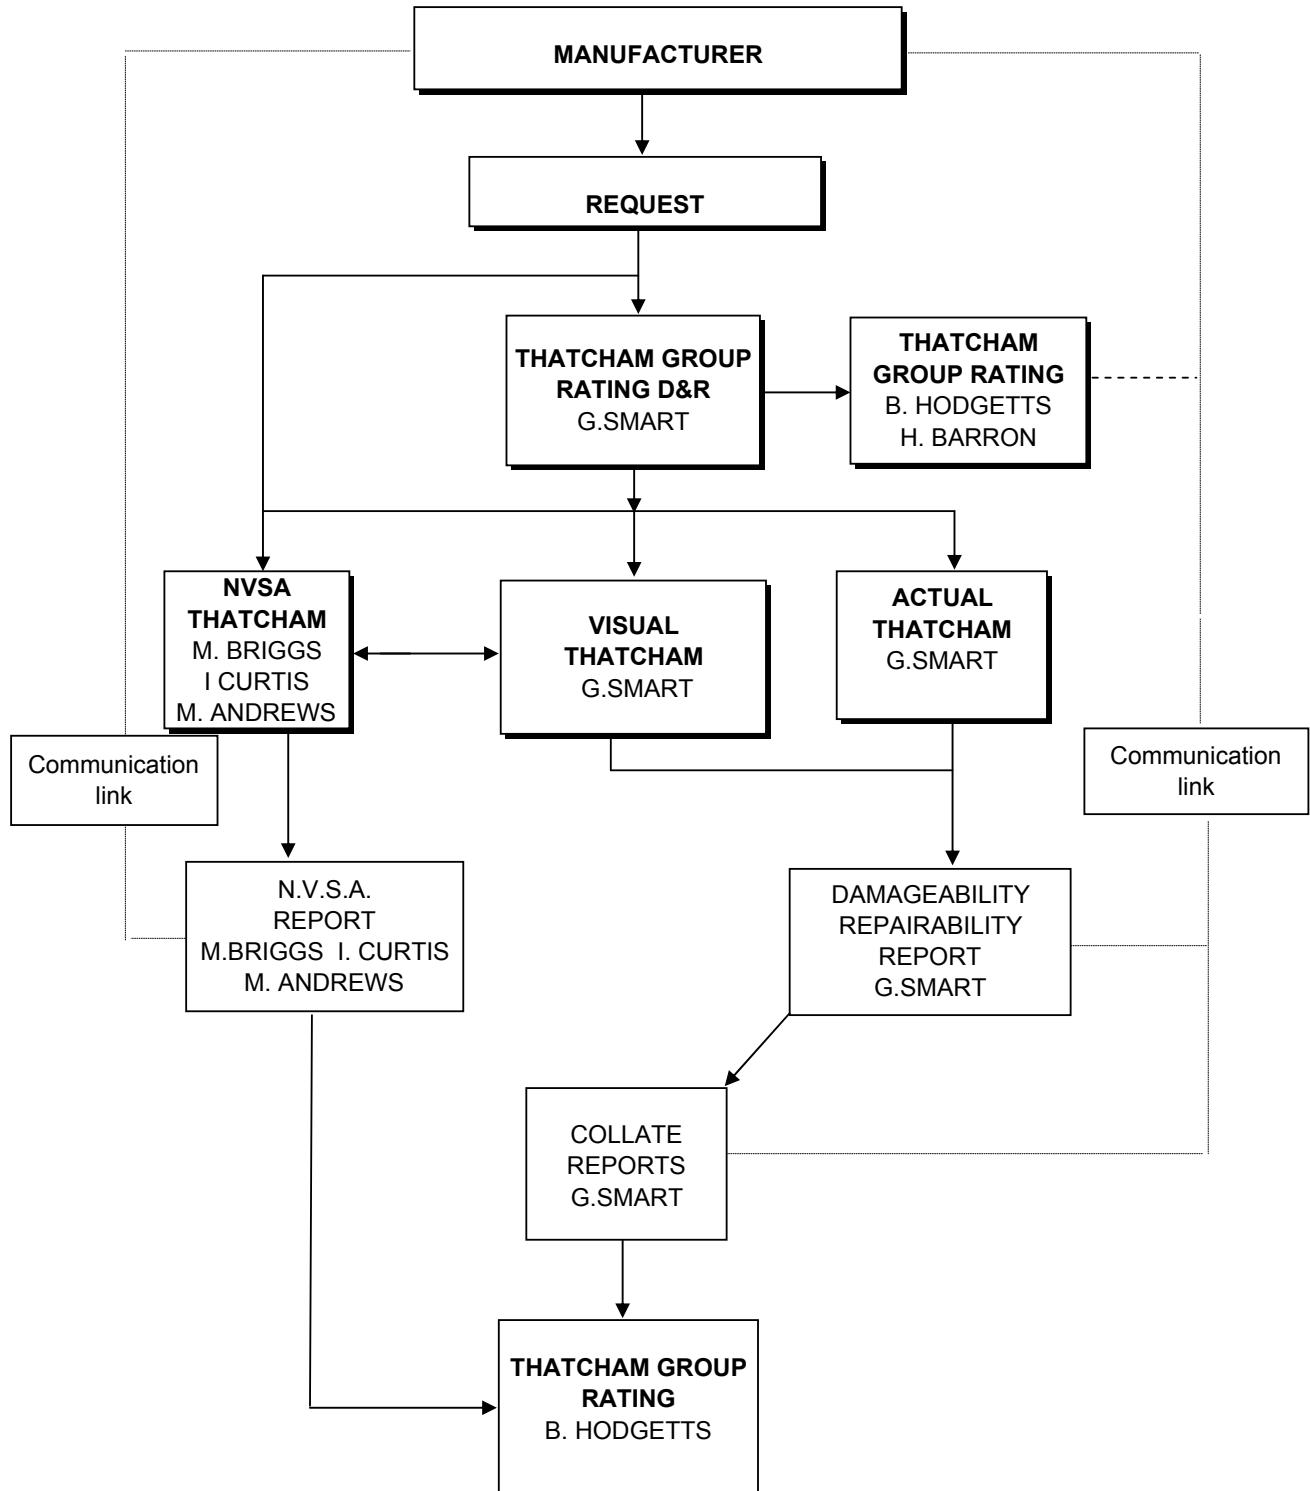 MANUFACTURER
REQUEST
THATCHAM GROUP
RATING D&R
G.SMART
THATCHAM
GROUP RATING
B. HODGETTS
H. BARRON
NVSA
THATCHAM
M. BRIGGS
I CURTIS
M. ANDREWS
VISUAL
THATCHAM
G.SMART
ACTUAL
THATCHAM
G.SMART
Communication
link
Communication
link
N.V.S.A.
REPORT
M.BRIGGS I. CURTIS
M. ANDREWS
DAMAGEABILITY
REPAIRABILITY
REPORT
G.SMART
COLLATE
REPORTS
G.SMART
THATCHAM GROUP
RATING
B. HODGETTS